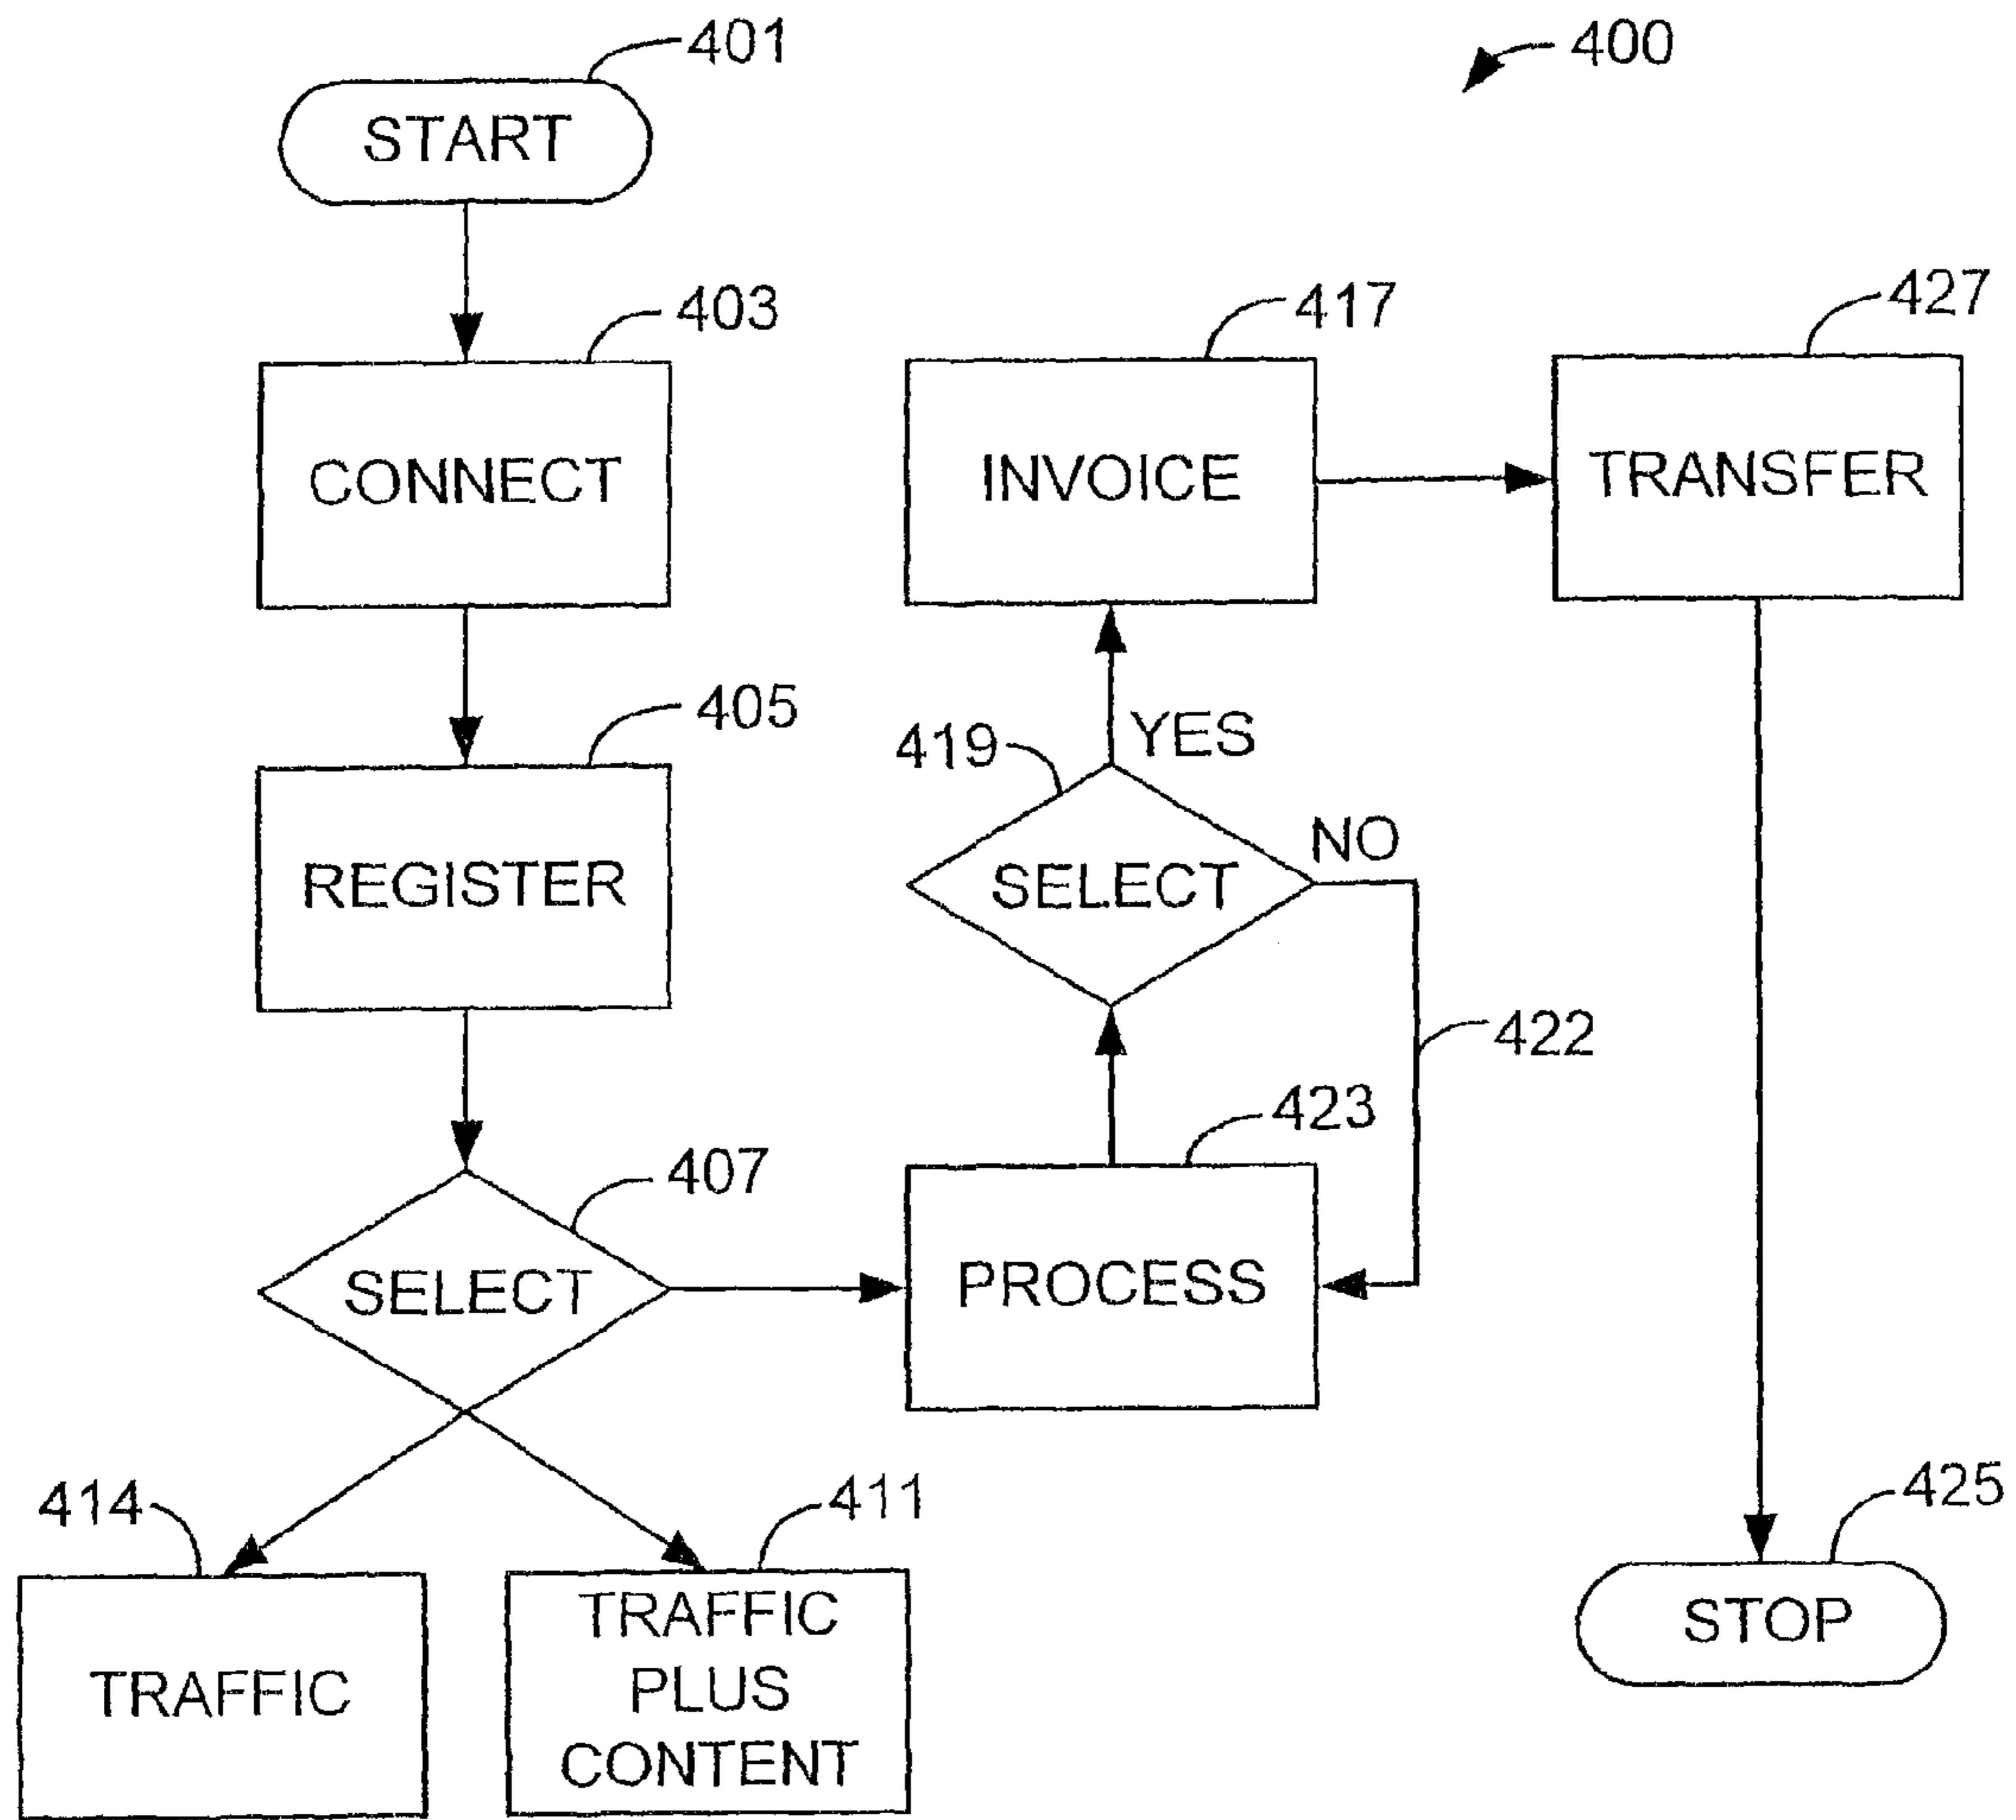 401
400
START
403
417
427
CONNECT
INVOICE
TRANSFER
405
419
YES
NO
REGISTER
SELECT
422
423
407
SELECT
PROCESS
414
411
425
TRAFFIC
TRAFFIC
PLUS
CONTENT
STOP